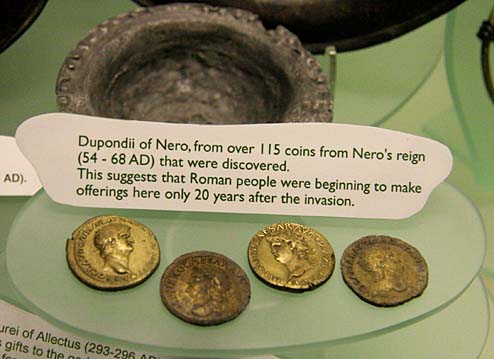 Dupondii of Nero, from over 115 coins from Nero's reign
(54 - 68 AD) that were discovered.
This suggests that Roman people were beginning to make
offerings here only 20 years after the invasion.
AD).
urei of Allectus (293-296 AD
s gifts to the